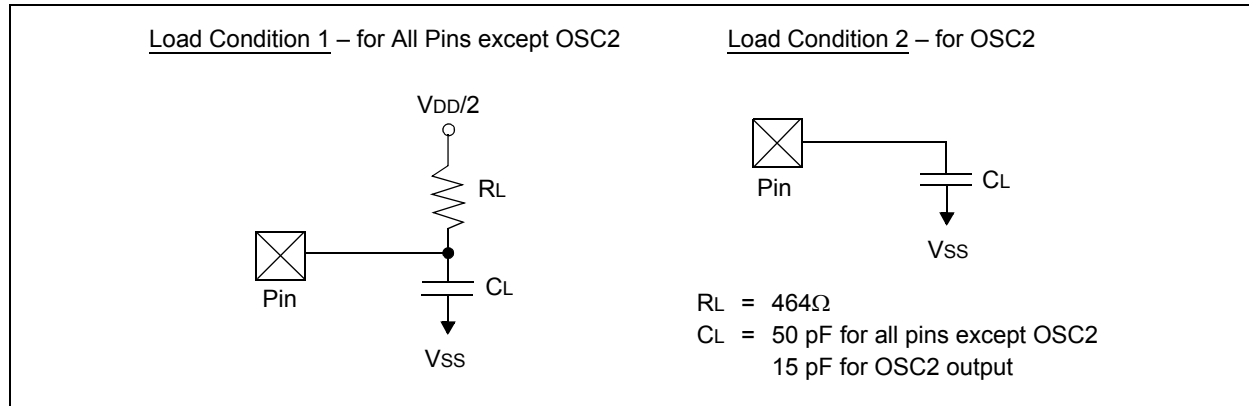 Load Condition 1 – for All Pins except OSC2
VDD/2
RL
Pin
CL
VSS
Load Condition 2 – for OSC2
Pin
CL
VSS
RL = 464Ω
CL = 50 pF for all pins except OSC2
15 pF for OSC2 output